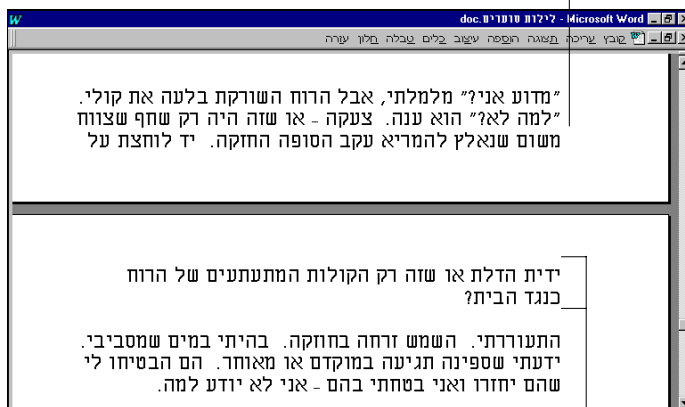 Microsoft Word - לילות סוערים.doc
קובץ עריכה תצוגה הוספה עיצוב כלים טבלה חלון עזרה
"מדוע אני?" מלמלתי, אבל הרוח השורקת בלעה את קולי.
"למה לא?" הוא ענה. צעקה - או שזה היה רק שחף שצווח
משום שנאלץ להמריא עקב הסופה החזקה. יד לוחצת על
ידית הדלת או שזה רק הקולות המתעתעים של הרוח
כנגד הבית?
התעוררתי. השמש זרחה בחוזקה. בהיתי במים שמסביבי.
ידעתי שספינה תגיעה במוקדם או מאוחר. הם הבטיחו לי
שהם יחזרו ואני בטחתי בהם - אני לא יודע למה.